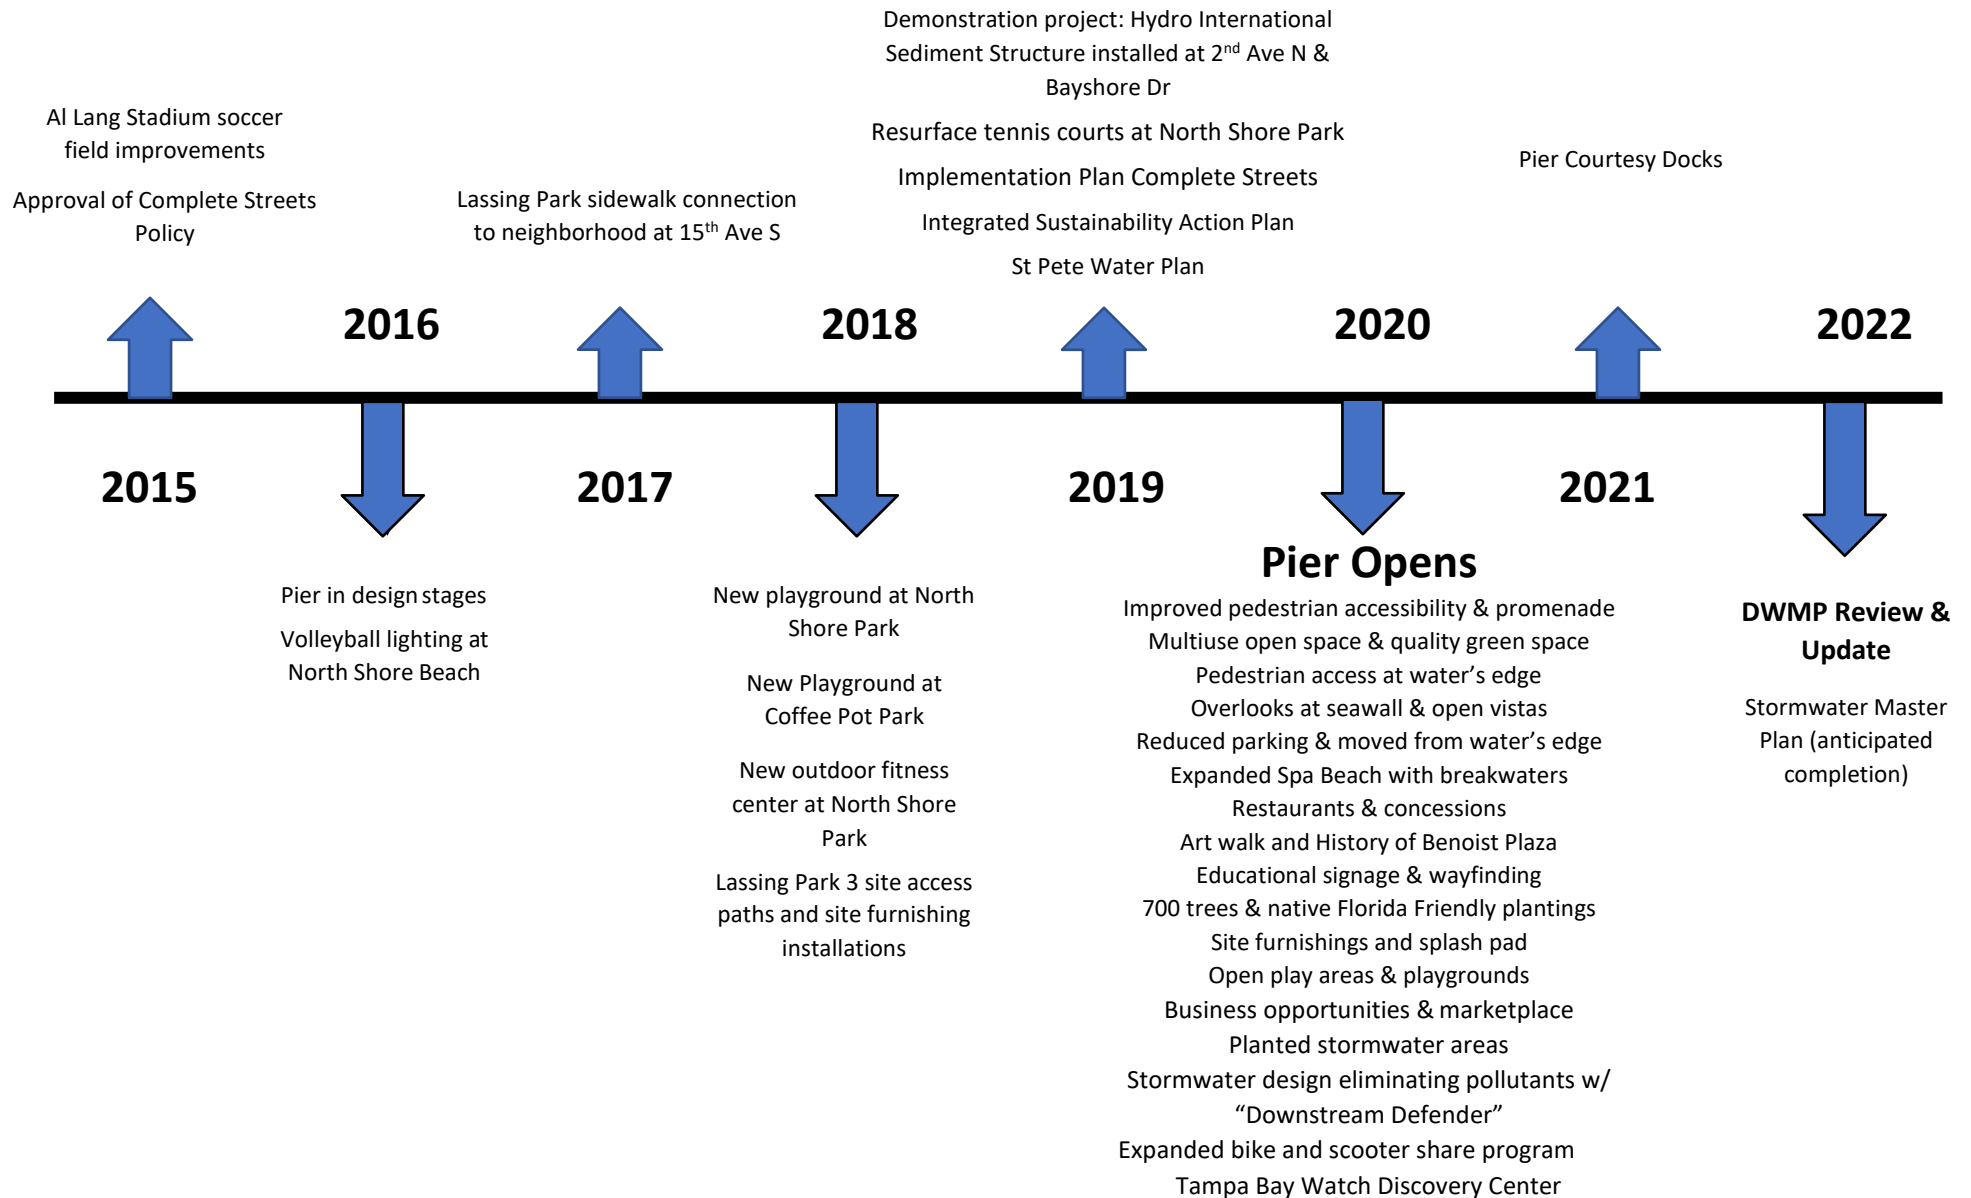 Al Lang Stadium soccer
field improvements
Approval of Complete Streets
Policy
2015
2016
Pier in design stages
Volleyball lighting at
North Shore Beach
Lassing Park sidewalk connection
to neighborhood at 15th Ave S
2017
2018
New playground at North
Shore Park
New Playground at
Coffee Pot Park
New outdoor fitness
center at North Shore
Park
Lassing Park 3 site access
paths and site furnishing
installations
Demonstration project: Hydro International
Sediment Structure installed at 2nd Ave N &
Bayshore Dr
Resurface tennis courts at North Shore Park
Implementation Plan Complete Streets
Integrated Sustainability Action Plan
St Pete Water Plan
2019
2020
Pier Opens
Improved pedestrian accessibility & promenade
Multiuse open space & quality green space
Pedestrian access at water’s edge
Overlooks at seawall & open vistas
Reduced parking & moved from water’s edge
Expanded Spa Beach with breakwaters
Restaurants & concessions
Art walk and History of Benoist Plaza
Educational signage & wayfinding
700 trees & native Florida Friendly plantings
Site furnishings and splash pad
Open play areas & playgrounds
Business opportunities & marketplace
Planted stormwater areas
Stormwater design eliminating pollutants w/
“Downstream Defender”
Expanded bike and scooter share program
Tampa Bay Watch Discovery Center
Pier Courtesy Docks
2021
2022
DWMP Review &
Update
Stormwater Master
Plan (anticipated
completion)